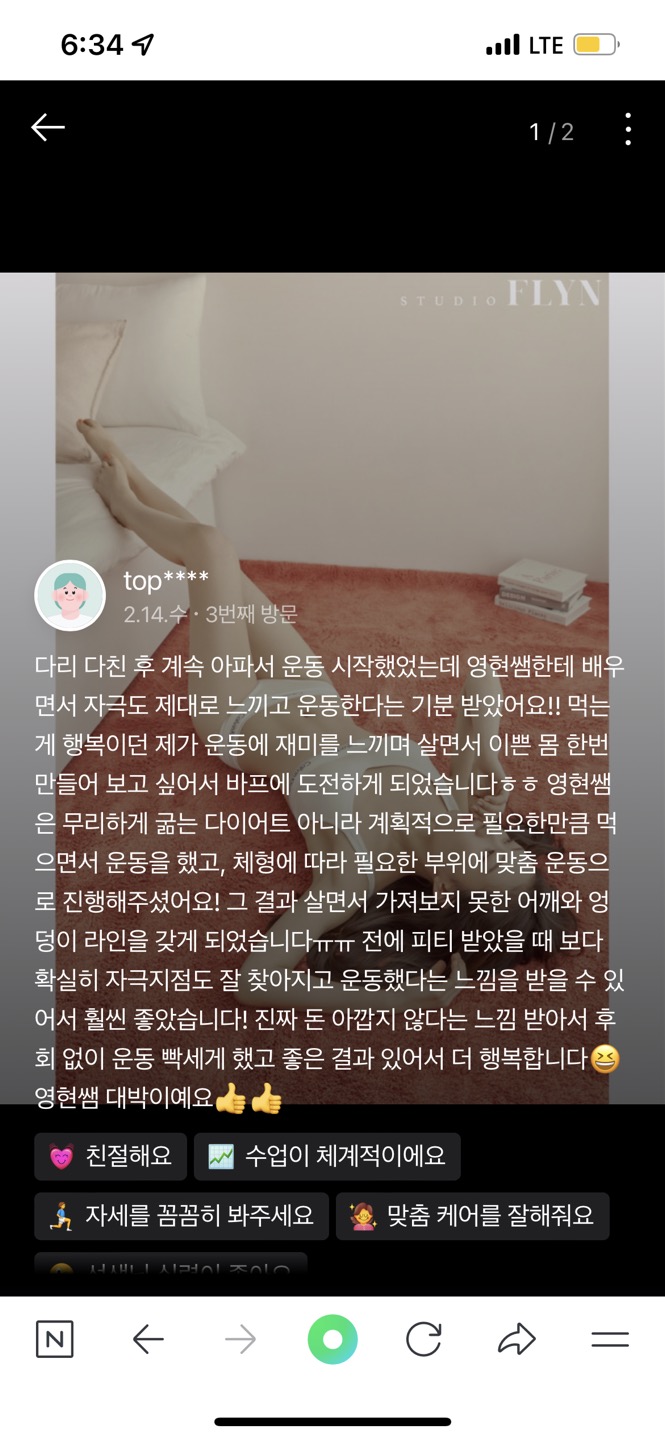 6:34
LTE
1 / 2
STUDIO FLYN
DESIGN
top****
2.14.수 · 3번째 방문
다리 다친 후 계속 아파서 운동 시작했었는데 영현쌤한테 배우
면서 자극도 제대로 느끼고 운동한다는 기분 받았어요!! 먹는
게 행복이던 제가 운동에 재미를 느끼며 살면서 이쁜 몸 한번
만들어 보고 싶어서 바프에 도전하게 되었습니다ㅎㅎ 영현쌤
은 무리하게 굶는 다이어트 아니라 계획적으로 필요한만큼 먹
으면서 운동을 했고, 체형에 따라 필요한 부위에 맞춤 운동으
로 진행해주셨어요! 그 결과 살면서 가져보지 못한 어깨와 엉
덩이 라인을 갖게 되었습니다ㅠㅠ 전에 피티 받았을 때 보다
확실히 자극지점도 잘 찾아지고 운동했다는 느낌을 받을 수 있
어서 훨씬 좋았습니다! 진짜 돈 아깝지 않다는 느낌 받아서 후
회 없이 운동 빡세게 했고 좋은 결과 있어서 더 행복합니다😆
영현쌤 대박이예요👍👍
💓 친절해요 💹 수업이 체계적이에요
자세를 꼼꼼히 봐주세요 맞춤 케어를 잘해줘요
N